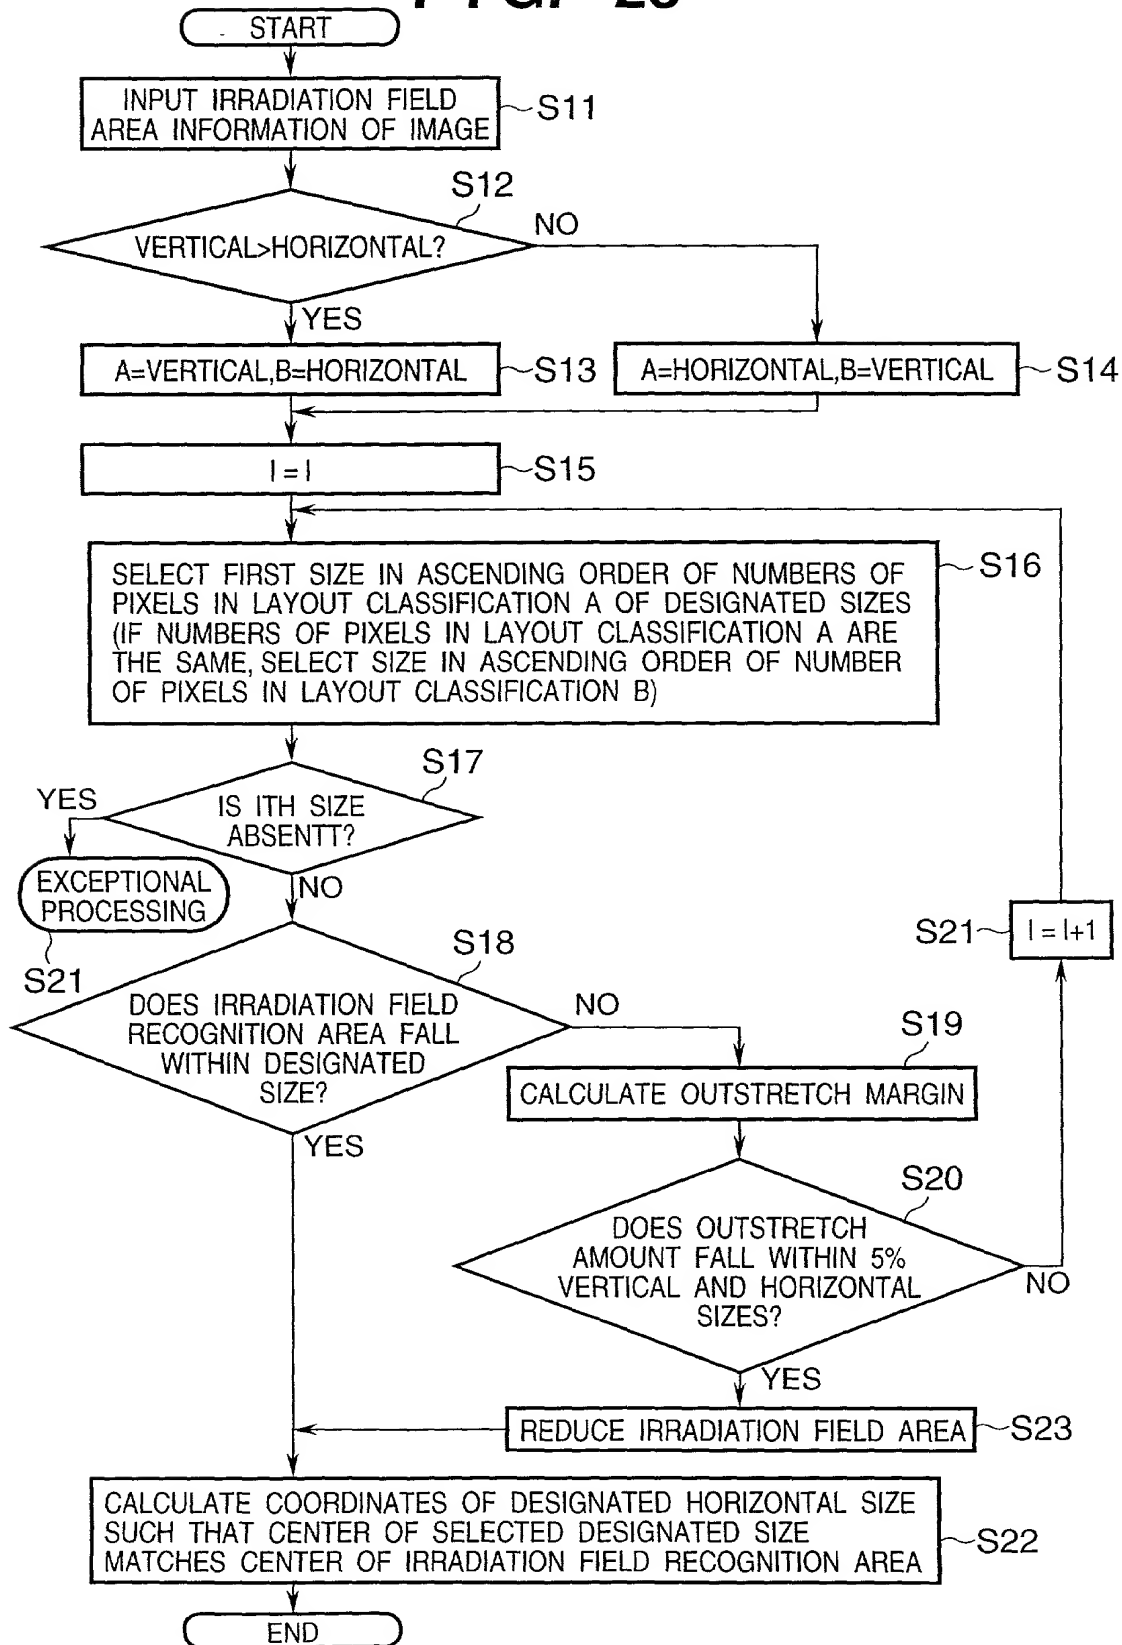 START
INPUT IRRADIATION FIELD
AREA INFORMATION OF IMAGE
S11
S12
VERTICAL>HORIZONTAL?
NO
YES
A=VERTICAL,B=HORIZONTAL
S13
A=HORIZONTAL,B=VERTICAL
S14
I = I
S15
SELECT FIRST SIZE IN ASCENDING ORDER OF NUMBERS OF
PIXELS IN LAYOUT CLASSIFICATION A OF DESIGNATED SIZES
(IF NUMBERS OF PIXELS IN LAYOUT CLASSIFICATION A ARE
THE SAME, SELECT SIZE IN ASCENDING ORDER OF NUMBER
OF PIXELS IN LAYOUT CLASSIFICATION B)
S16
S17
YES
IS ITH SIZE
ABSENTT?
EXCEPTIONAL
PROCESSING
S21
NO
S21
I = I+1
S18
DOES IRRADIATION FIELD
RECOGNITION AREA FALL
WITHIN DESIGNATED
SIZE?
NO
YES
S19
CALCULATE OUTSTRETCH MARGIN
S20
DOES OUTSTRETCH
AMOUNT FALL WITHIN 5%
VERTICAL AND HORIZONTAL
SIZES?
NO
YES
REDUCE IRRADIATION FIELD AREA
S23
CALCULATE COORDINATES OF DESIGNATED HORIZONTAL SIZE
SUCH THAT CENTER OF SELECTED DESIGNATED SIZE
MATCHES CENTER OF IRRADIATION FIELD RECOGNITION AREA
S22
END